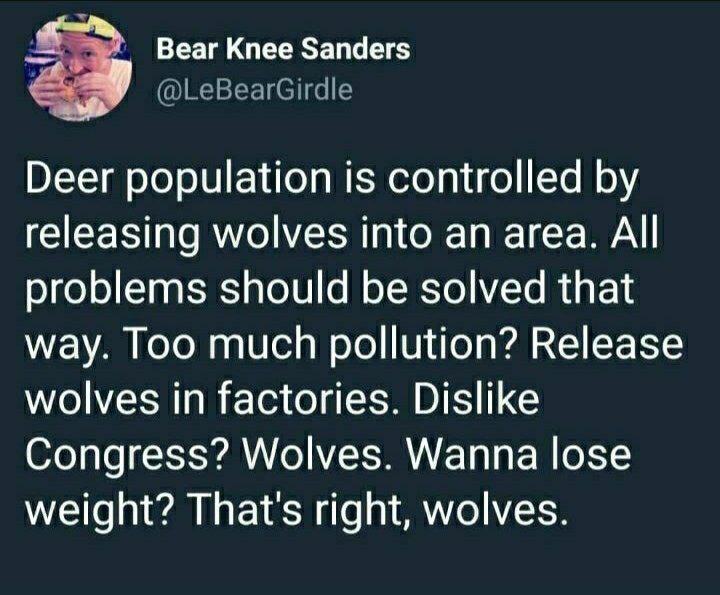 Bear Knee Sanders
@LeBearGirdle
Deer population is controlled by
releasing wolves into an area. All
problems should be solved that
way. Too much pollution? Release
wolves in factories. Dislike
Congress? Wolves. Wanna lose
weight? That's right, wolves.